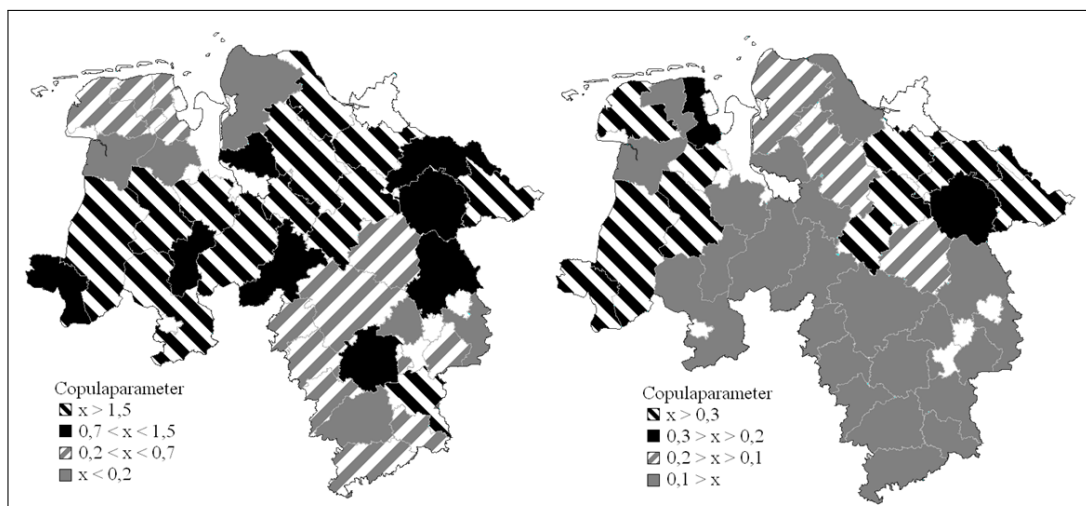 Copulaparameter
x > 1,5
0,7 < x < 1,5
0,2 < x < 0,7
x < 0,2
Copulaparameter
x > 0,3
0,3 > x > 0,2
0,2 > x > 0,1
0,1 > x